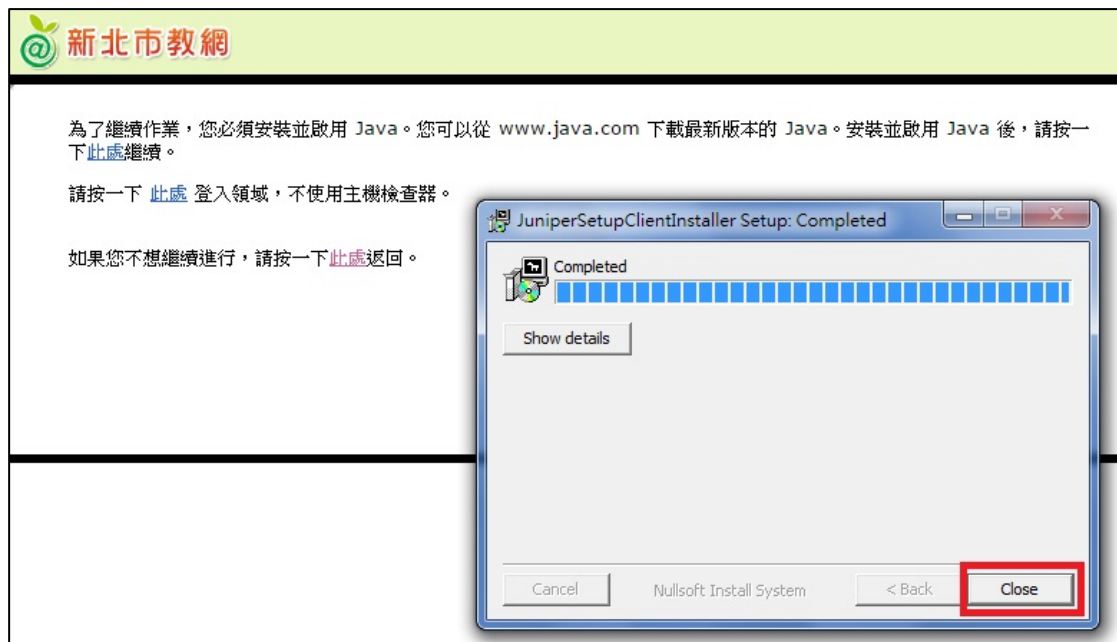 新北市教網
為了繼續作業，您必須安裝並啟用 Java。您可以從 www.java.com 下載最新版本的 Java。安裝並啟用 Java 後，請按一
下此處繼續。
請按一下 此處 登入領域，不使用主機檢查器。
如果您不想繼續進行，請按一下此處返回。
JuniperSetupClientInstaller Setup: Completed
Completed
Show details
Cancel
Nullsoft Install System
< Back
Close